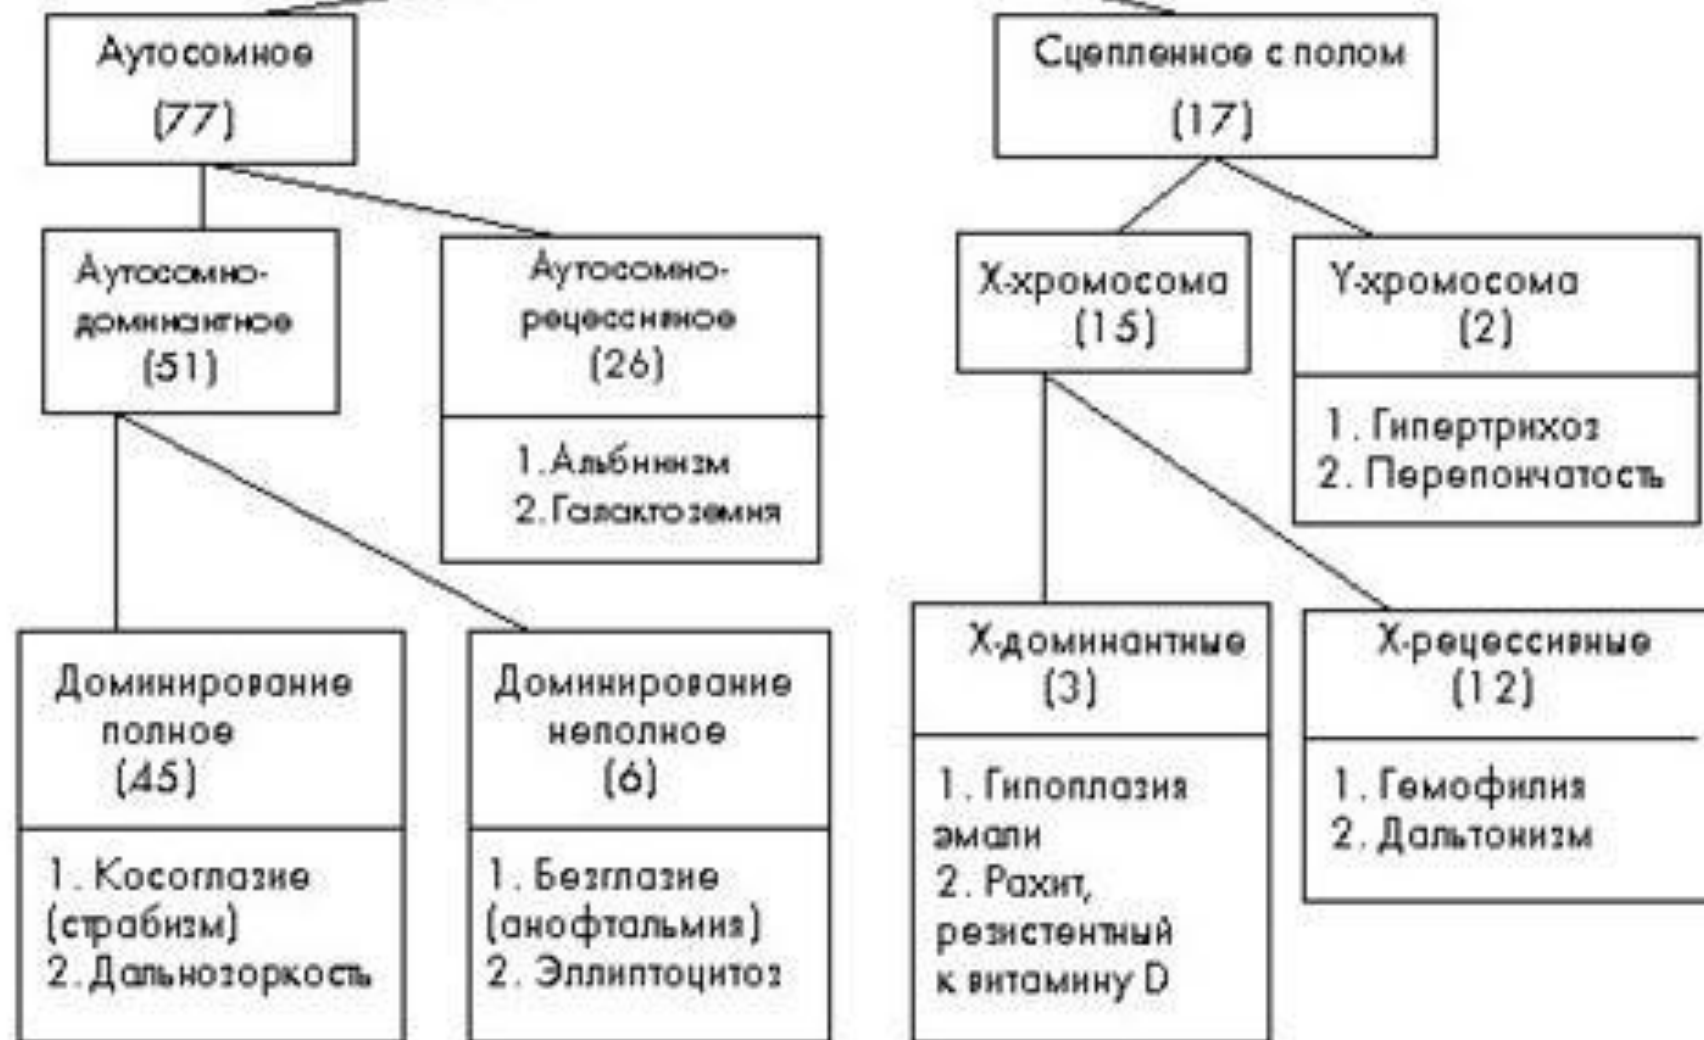 Аутосомное
(77)
Сцепленное с полом
(17)
Аутосомно-
доминантное
(51)
Аутосомно-
рецессивное
(26)
1. Альбинизм
2. Галактоземия
Х-хромосома
(15)
Y-хромосома
(2)
1. Гипертрихоз
2. Перепончатость
Доминирование
полное
(45)
1. Косоглазие
(страбизм)
2. Дальнозоркость
Доминирование
неполное
(6)
1. Безглазие
(анофтальмия)
2. Эллиптоцитоз
Х-доминантные
(3)
1. Гипоплазия
эмали
2. Рахит,
резистентный
к витамину D
Х-рецессивные
(12)
1. Гемофилия
2. Дальтонизм